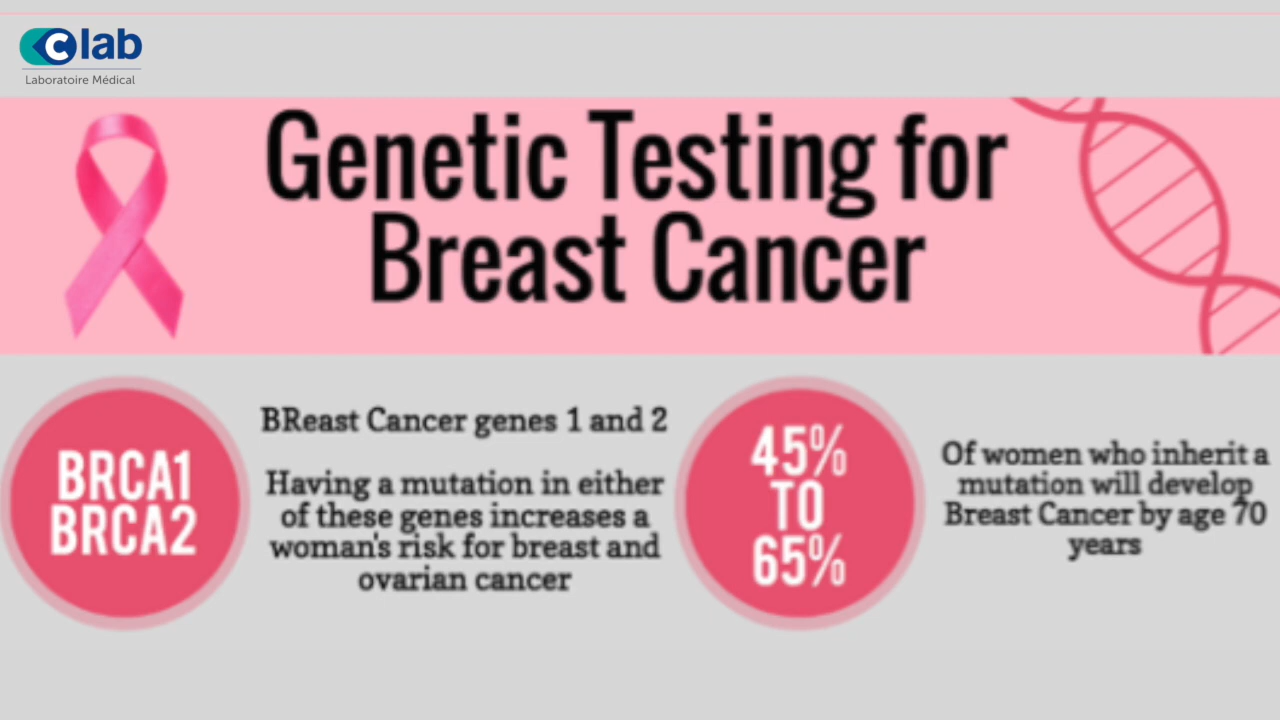 clab
Laboratoire Médical
Genetic Testing for
Breast Cancer
BRCA1
BRCA2
BReast Cancer genes 1 and 2
Having a mutation in either
of these genes increases a
woman's risk for breast and
ovarian cancer
45%
TO
65%
Of women who inherit a
mutation will develop
Breast Cancer by age 70
years